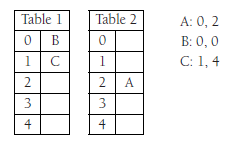 Table 1 Table 2 A: 0, 2
0 B 0 B: 0, 0
1 C 1 C: 1, 4
2 2 A
3 3
4 4